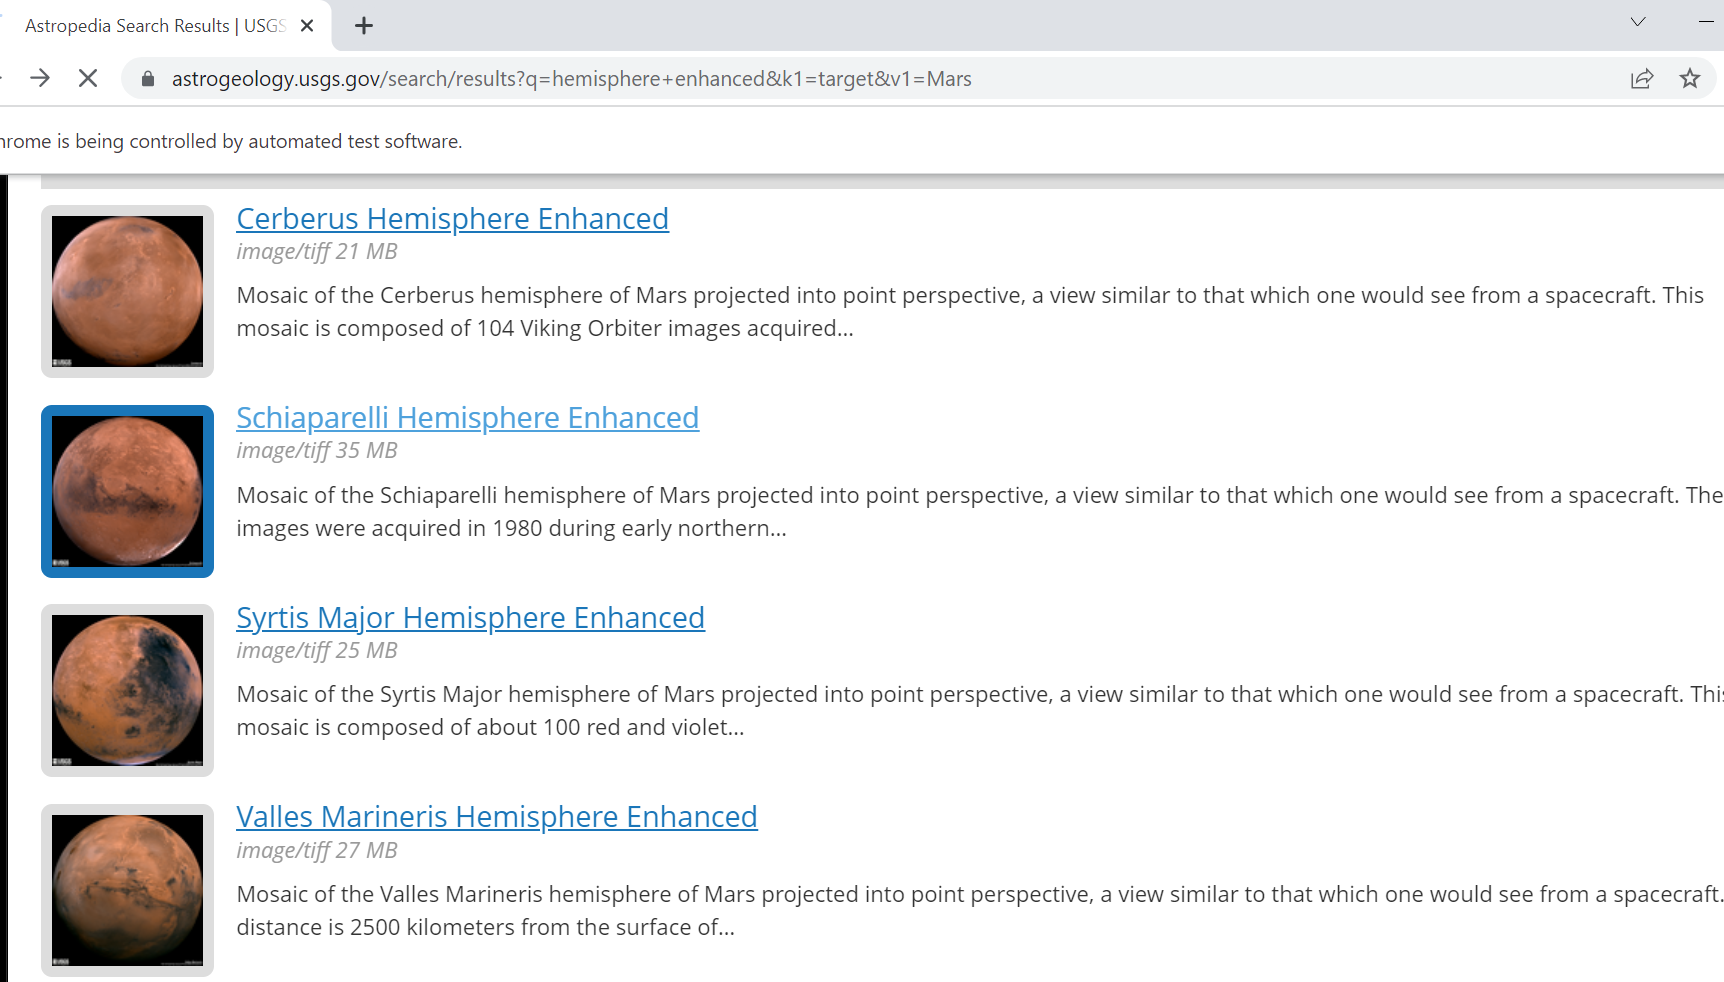 Astropedia Search Results | USGS
astrogeology.usgs.gov/search/results?q=hemisphere+enhanced&k1=target&v1=Mars
hrome is being controlled by automated test software.
Cerberus Hemisphere Enhanced
image/tiff 21 MB
Mosaic of the Cerberus hemisphere of Mars projected into point perspective, a view similar to that which one would see from a spacecraft. This
mosaic is composed of 104 Viking Orbiter images acquired...
Schiaparelli Hemisphere Enhanced
image/tiff 35 MB
Mosaic of the Schiaparelli hemisphere of Mars projected into point perspective, a view similar to that which one would see from a spacecraft. The
images were acquired in 1980 during early northern...
Syrtis Major Hemisphere Enhanced
image/tiff 25 MB
Mosaic of the Syrtis Major hemisphere of Mars projected into point perspective, a view similar to that which one would see from a spacecraft. This
mosaic is composed of about 100 red and violet...
Valles Marineris Hemisphere Enhanced
image/tiff 27 MB
Mosaic of the Valles Marineris hemisphere of Mars projected into point perspective, a view similar to that which one would see from a spacecraft.
distance is 2500 kilometers from the surface of...